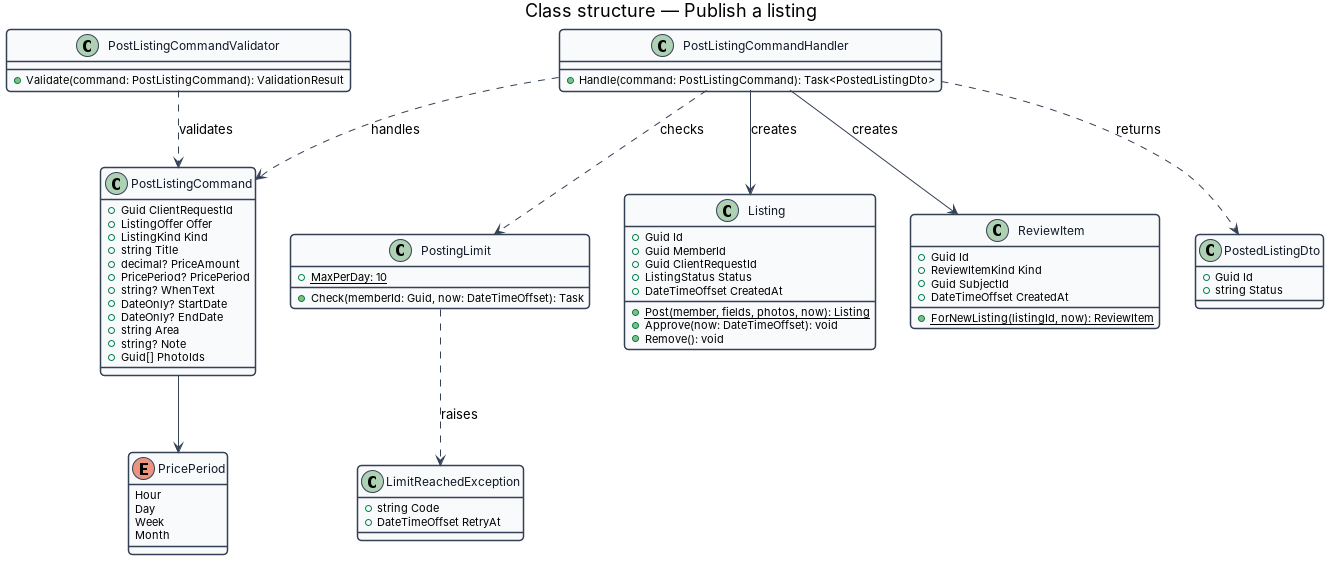 Class structure — Publish a listing
C PostListingCommandValidator
Validate(command: PostListingCommand): ValidationResult
C PostListingCommandHandler
Handle(command: PostListingCommand): Task<PostedListingDto>
validates
handles
checks
creates
creates
returns
C PostListingCommand
Guid ClientRequestId
ListingOffer Offer
ListingKind Kind
string Title
decimal? PriceAmount
PricePeriod? PricePeriod
string? WhenText
DateOnly? StartDate
DateOnly? EndDate
string Area
string? Note
Guid[] PhotoIds
C PostingLimit
MaxPerDay: 10
Check(memberId: Guid, now: DateTimeOffset): Task
C Listing
Guid Id
Guid MemberId
Guid ClientRequestId
ListingStatus Status
DateTimeOffset CreatedAt
Post(member, fields, photos, now): Listing
Approve(now: DateTimeOffset): void
Remove(): void
C ReviewItem
Guid Id
ReviewItemKind Kind
Guid SubjectId
DateTimeOffset CreatedAt
ForNewListing(listingId, now): ReviewItem
C PostedListingDto
Guid Id
string Status
raises
E PricePeriod
Hour
Day
Week
Month
C LimitReachedException
string Code
DateTimeOffset RetryAt